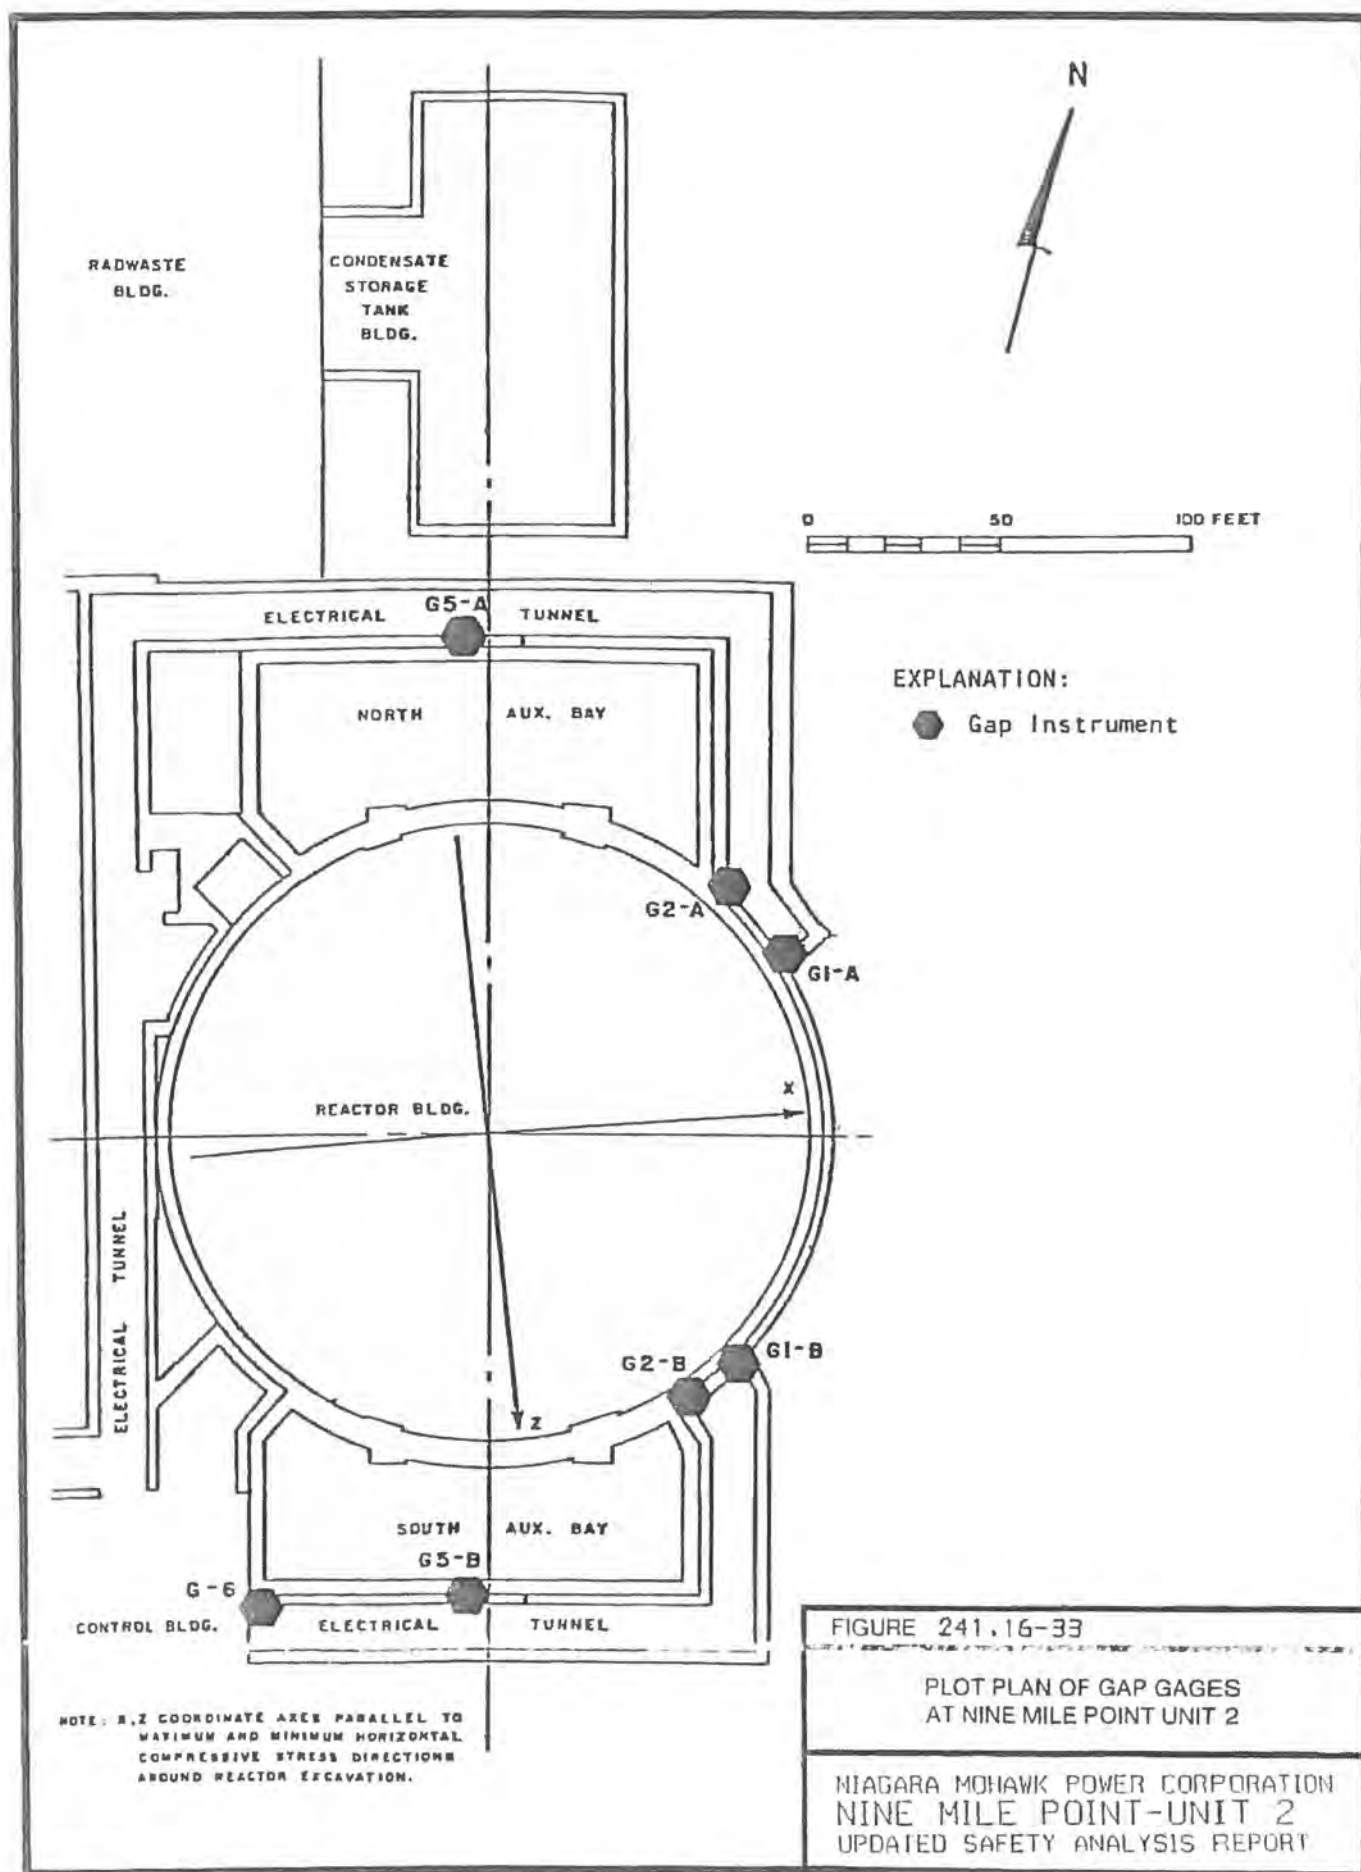 N
RADWASTE
BLDG.
CONDENSATE
STORAGE
TANK
BLDG.
0 50 100 FEET
G5-A
ELECTRICAL TUNNEL
EXPLANATION:
Gap Instrument
NORTH AUX. BAY
G2-A
G1-A
X
REACTOR BLDG.
ELECTRICAL TUNNEL
G1-B
G2-B
Z
SOUTH AUX. BAY
G5-B
G-6
CONTROL BLDG.
ELECTRICAL TUNNEL
NOTE: X,Z COORDINATE AXES PARALLEL TO
MAXIMUM AND MINIMUM HORIZONTAL
COMPRESSIVE STRESS DIRECTIONS
AROUND REACTOR EXCAVATION.
FIGURE 241.16-33
PLOT PLAN OF GAP GAGES
AT NINE MILE POINT UNIT 2
NIAGARA MOHAWK POWER CORPORATION
NINE MILE POINT-UNIT 2
UPDATED SAFETY ANALYSIS REPORT